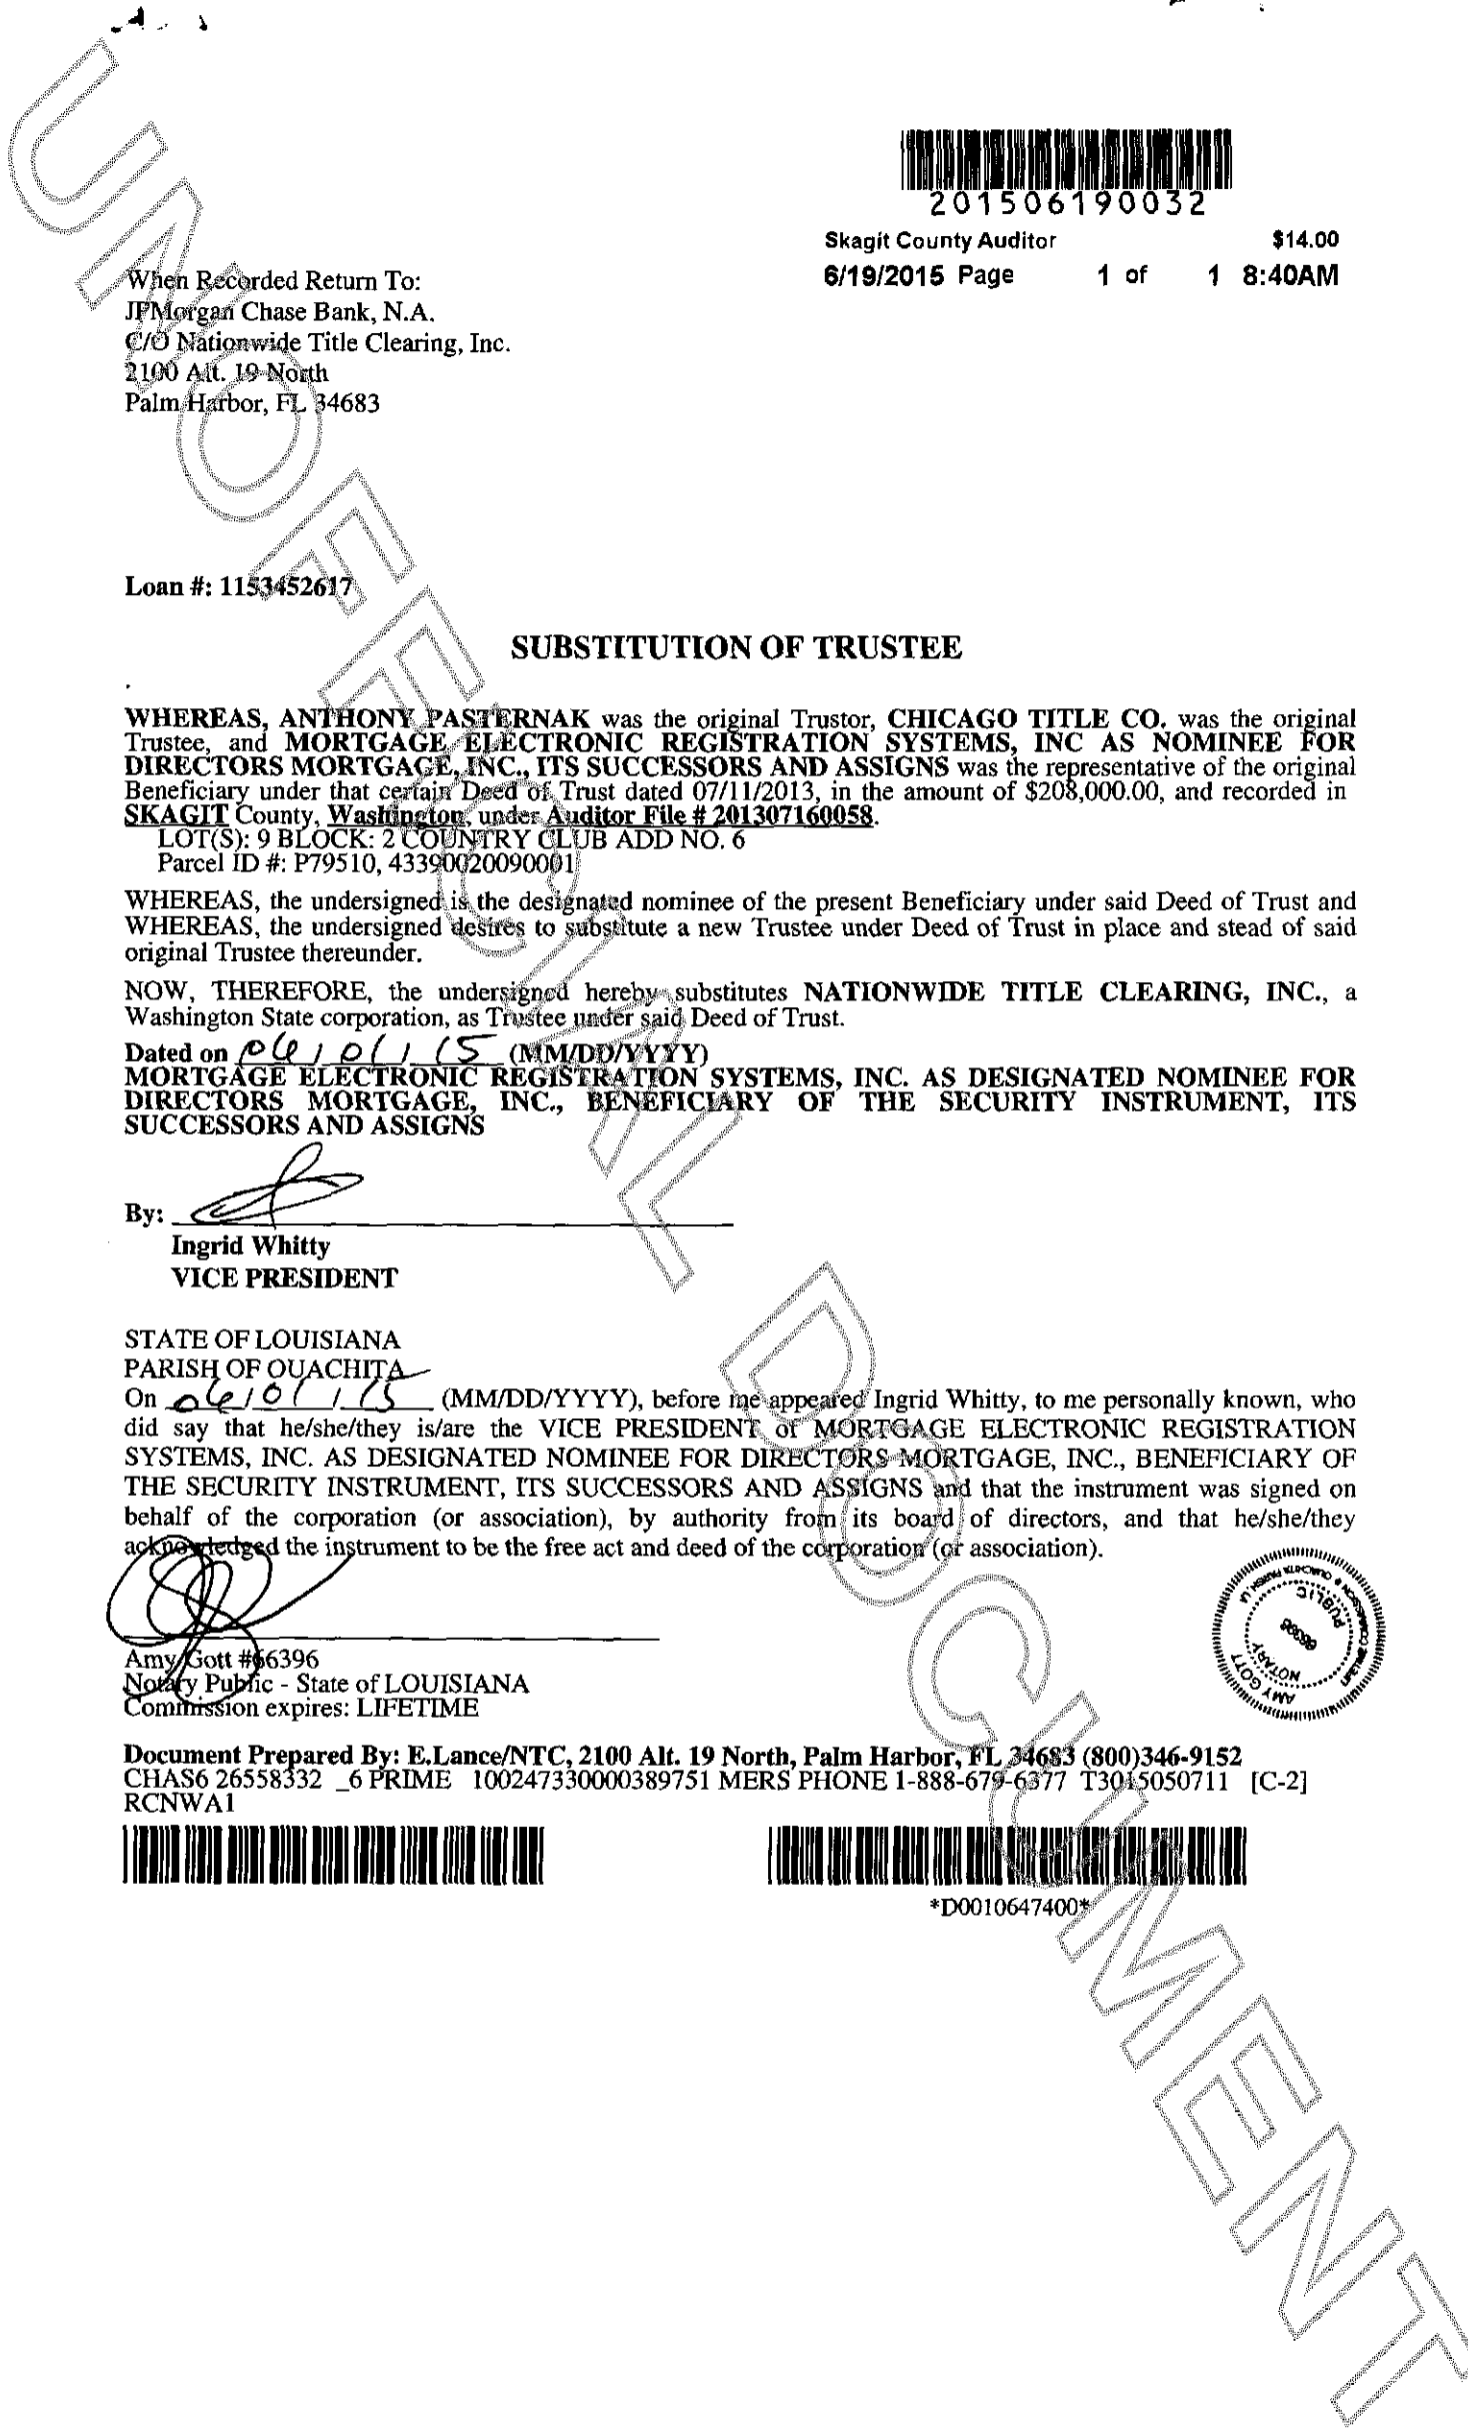 201506190032
Skagit County Auditor $14.00
6/19/2015 Page 1 of 1 8:40AM
When Recorded Return To:
JPMorgan Chase Bank, N.A.
C/O Nationwide Title Clearing, Inc.
2100 Alt. 19 North
Palm Harbor, FL 34683
Loan #: 1153452617
SUBSTITUTION OF TRUSTEE
WHEREAS, ANTHONY PASTERNAK was the original Trustor, CHICAGO TITLE CO. was the original
Trustee, and MORTGAGE ELECTRONIC REGISTRATION SYSTEMS, INC AS NOMINEE FOR
DIRECTORS MORTGAGE, INC., ITS SUCCESSORS AND ASSIGNS was the representative of the original
Beneficiary under that certain Deed of Trust dated 07/11/2013, in the amount of $208,000.00, and recorded in
SKAGIT County, Washington, under Auditor File # 201307160058.
LOT(S): 9 BLOCK: 2 COUNTRY CLUB ADD NO. 6
Parcel ID #: P79510, 43390020090001
WHEREAS, the undersigned is the designated nominee of the present Beneficiary under said Deed of Trust and
WHEREAS, the undersigned desires to substitute a new Trustee under Deed of Trust in place and stead of said
original Trustee thereunder.
NOW, THEREFORE, the undersigned hereby substitutes NATIONWIDE TITLE CLEARING, INC., a
Washington State corporation, as Trustee under said Deed of Trust.
Dated on 06/01/15 (MM/DD/YYYY)
MORTGAGE ELECTRONIC REGISTRATION SYSTEMS, INC. AS DESIGNATED NOMINEE FOR
DIRECTORS MORTGAGE, INC., BENEFICIARY OF THE SECURITY INSTRUMENT, ITS
SUCCESSORS AND ASSIGNS
By:
Ingrid Whitty
VICE PRESIDENT
STATE OF LOUISIANA
PARISH OF OUACHITA
On 06/01/15 (MM/DD/YYYY), before me appeared Ingrid Whitty, to me personally known, who
did say that he/she/they is/are the VICE PRESIDENT of MORTGAGE ELECTRONIC REGISTRATION
SYSTEMS, INC. AS DESIGNATED NOMINEE FOR DIRECTORS MORTGAGE, INC., BENEFICIARY OF
THE SECURITY INSTRUMENT, ITS SUCCESSORS AND ASSIGNS and that the instrument was signed on
behalf of the corporation (or association), by authority from its board of directors, and that he/she/they
acknowledged the instrument to be the free act and deed of the corporation (or association).
Amy Gott #66396
Notary Public - State of LOUISIANA
Commission expires: LIFETIME
AMY GOTT
NOTARY
66396
PUBLIC
LIFETIME COMMISSION OUACHITA PARISH, LA
Document Prepared By: E.Lance/NTC, 2100 Alt. 19 North, Palm Harbor, FL 34683 (800)346-9152
CHAS6 26558332 _6 PRIME 100247330000389751 MERS PHONE 1-888-679-6377 T3015050711 [C-2]
RCNWA1
*D0010647400*
UNOFFICIAL DOCUMENT